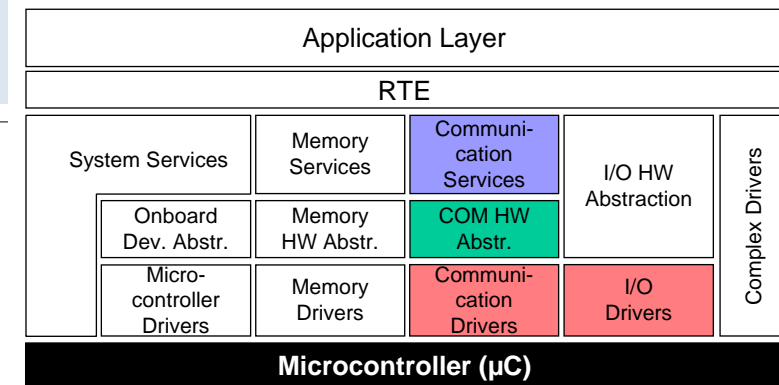 Application Layer
RTE
System Services
Memory
Services
Communi-
cation
Services
I/O HW
Abstraction
Complex Drivers
Onboard
Dev. Abstr.
Memory
HW Abstr.
COM HW
Abstr.
Micro-
controller
Drivers
Memory
Drivers
Communi-
cation
Drivers
I/O
Drivers
Microcontroller (µC)